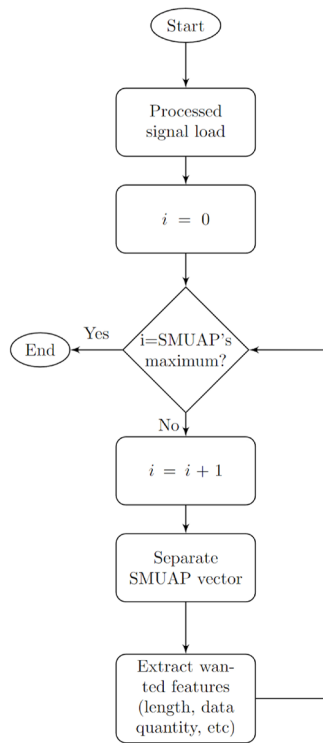 Start
Processed
signal load
i = 0
i=SMUAP's
maximum?
Yes
End
No
i = i + 1
Separate
SMUAP vector
Extract wan-
ted features
(length, data
quantity, etc)